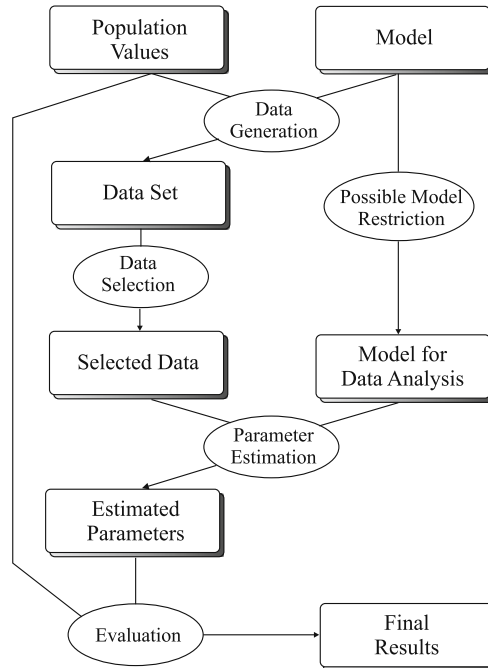 Population
Values
Model
Data
Generation
Data Set
Possible Model
Restriction
Data
Selection
Selected Data
Model for
Data Analysis
Parameter
Estimation
Estimated
Parameters
Evaluation
Final
Results